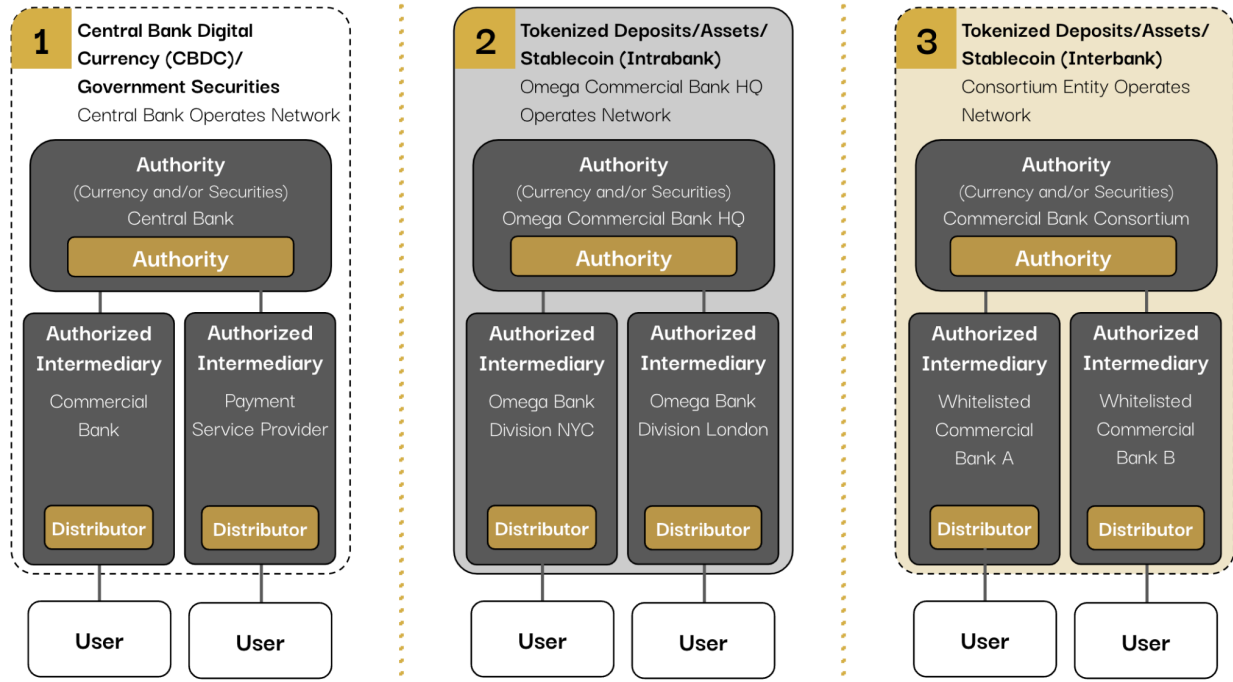 1
Central Bank Digital
Currency (CBDC)/
Government Securities
Central Bank Operates Network
Authority
(Currency and/or Securities)
Central Bank
Authority
Authorized
Intermediary
Commercial
Bank
Distributor
Authorized
Intermediary
Payment
Service Provider
Distributor
User
User
2
Tokenized Deposits/Assets/
Stablecoin (Intrabank)
Omega Commercial Bank HQ
Operates Network
Authority
(Currency and/or Securities)
Omega Commercial Bank HQ
Authority
Authorized
Intermediary
Omega Bank
Division NYC
Distributor
Authorized
Intermediary
Omega Bank
Division London
Distributor
User
User
3
Tokenized Deposits/Assets/
Stablecoin (Interbank)
Consortium Entity Operates
Network
Authority
(Currency and/or Securities)
Commercial Bank Consortium
Authority
Authorized
Intermediary
Whitelisted
Commercial
Bank A
Distributor
Authorized
Intermediary
Whitelisted
Commercial
Bank B
Distributor
User
User